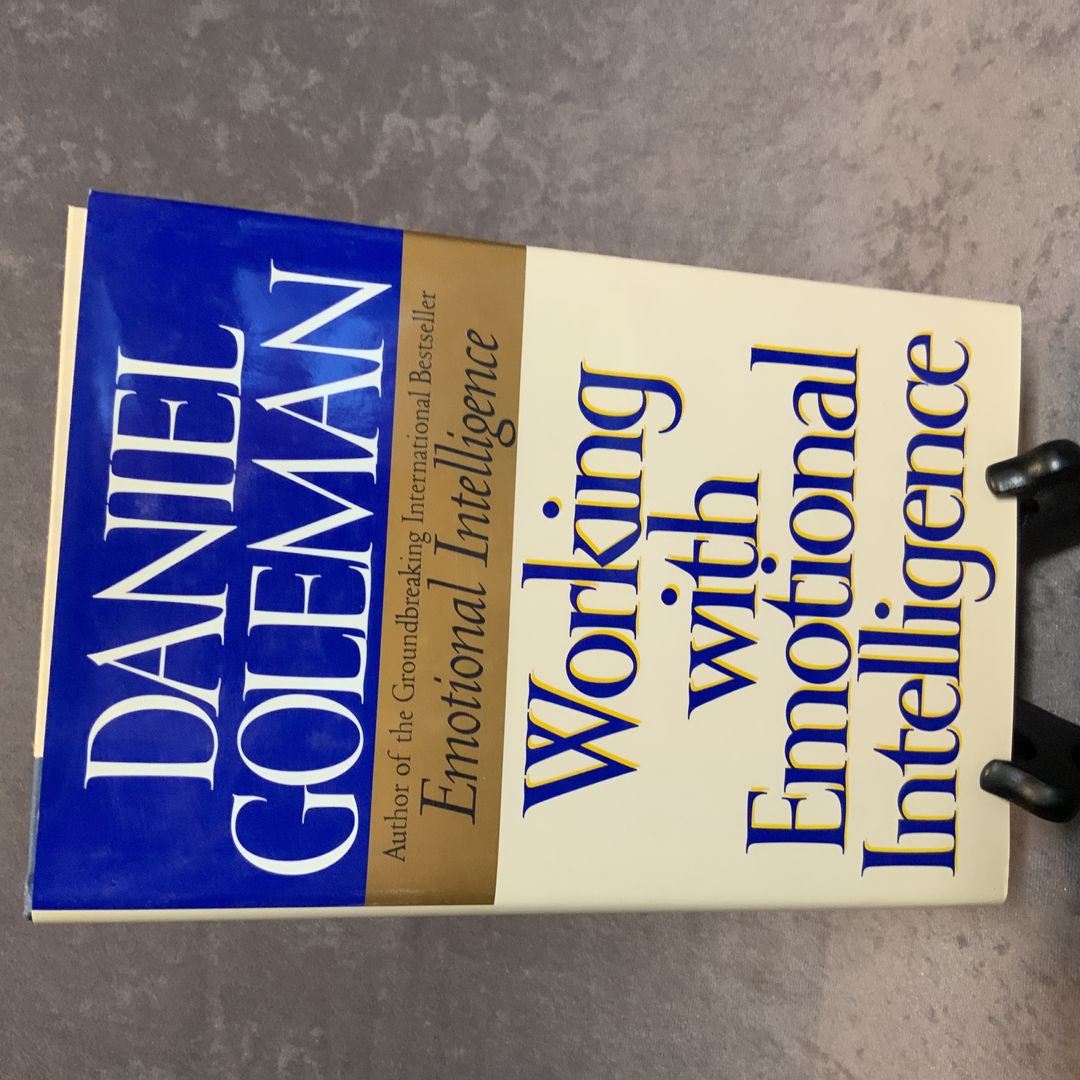 DANIEL
GOLEMAN
Author of the Groundbreaking International Bestseller
Emotional Intelligence
Working
with
Emotional
Intelligence